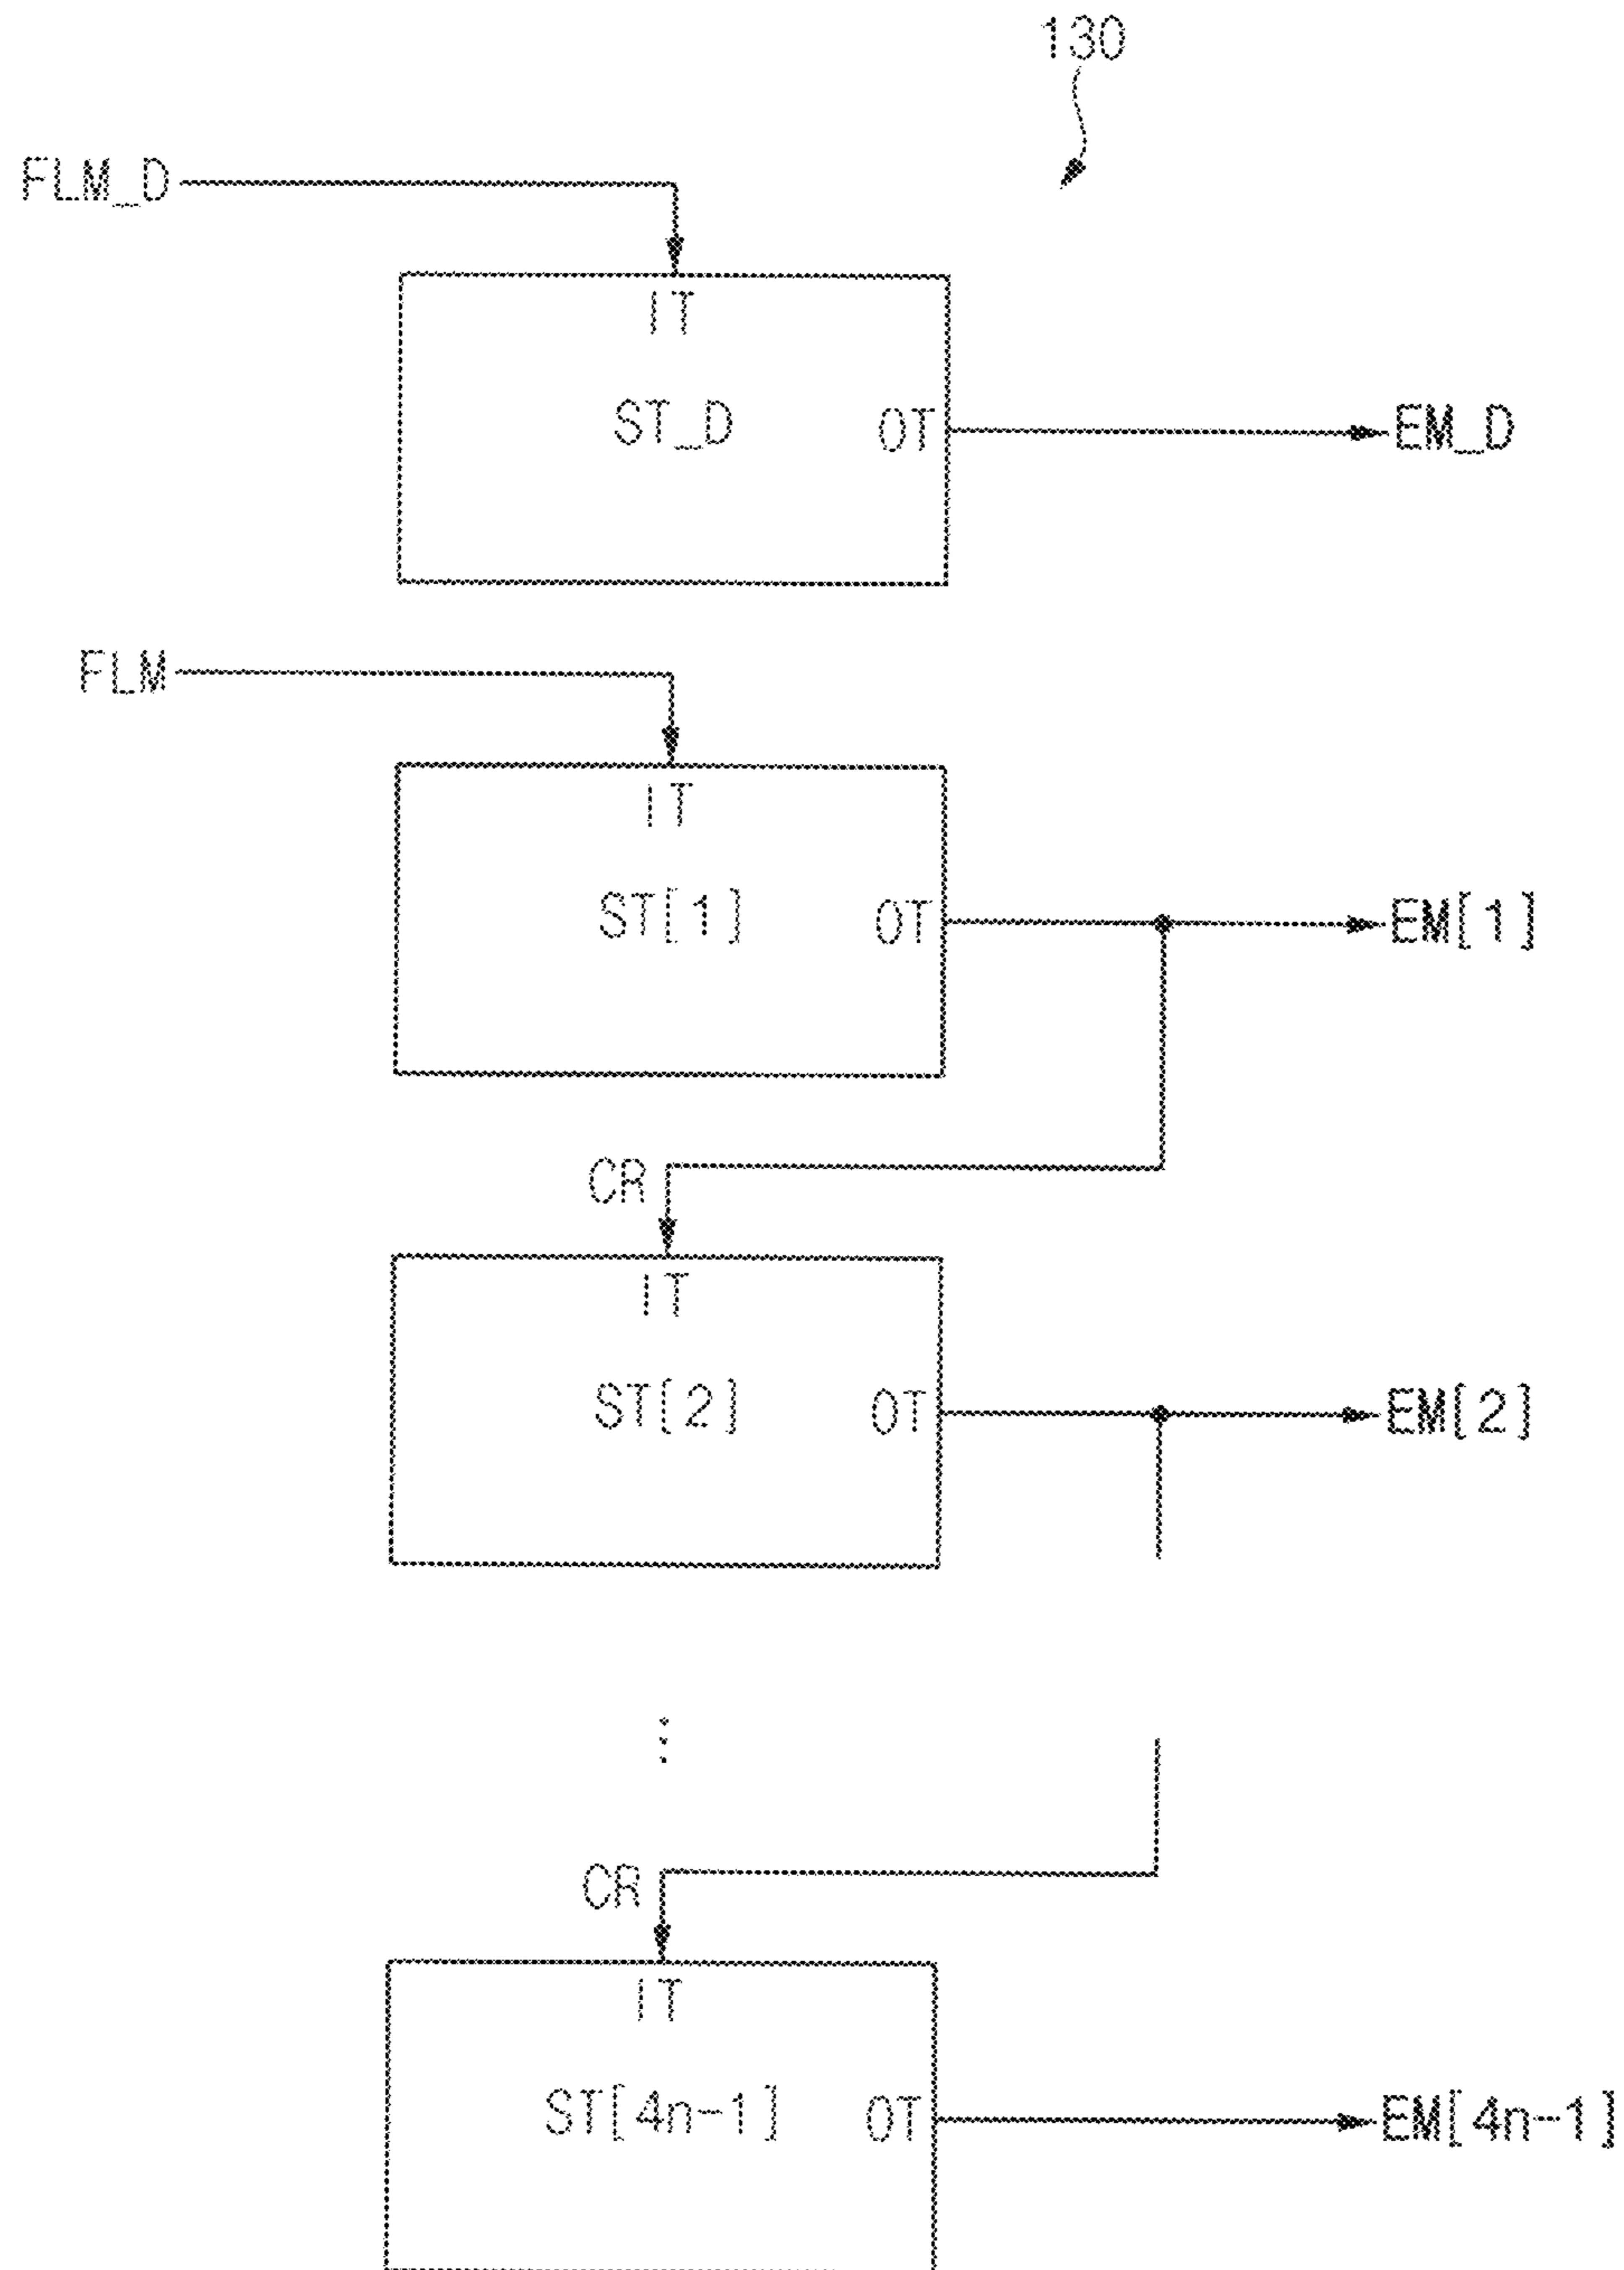 130
FLM_D
IT
ST_D
OT
EM_D
FLM
IT
ST[1]
OT
EM[1]
CR
IT
ST[2]
OT
EM[2]
CR
IT
ST[4n-1]
OT
EM[4n-1]